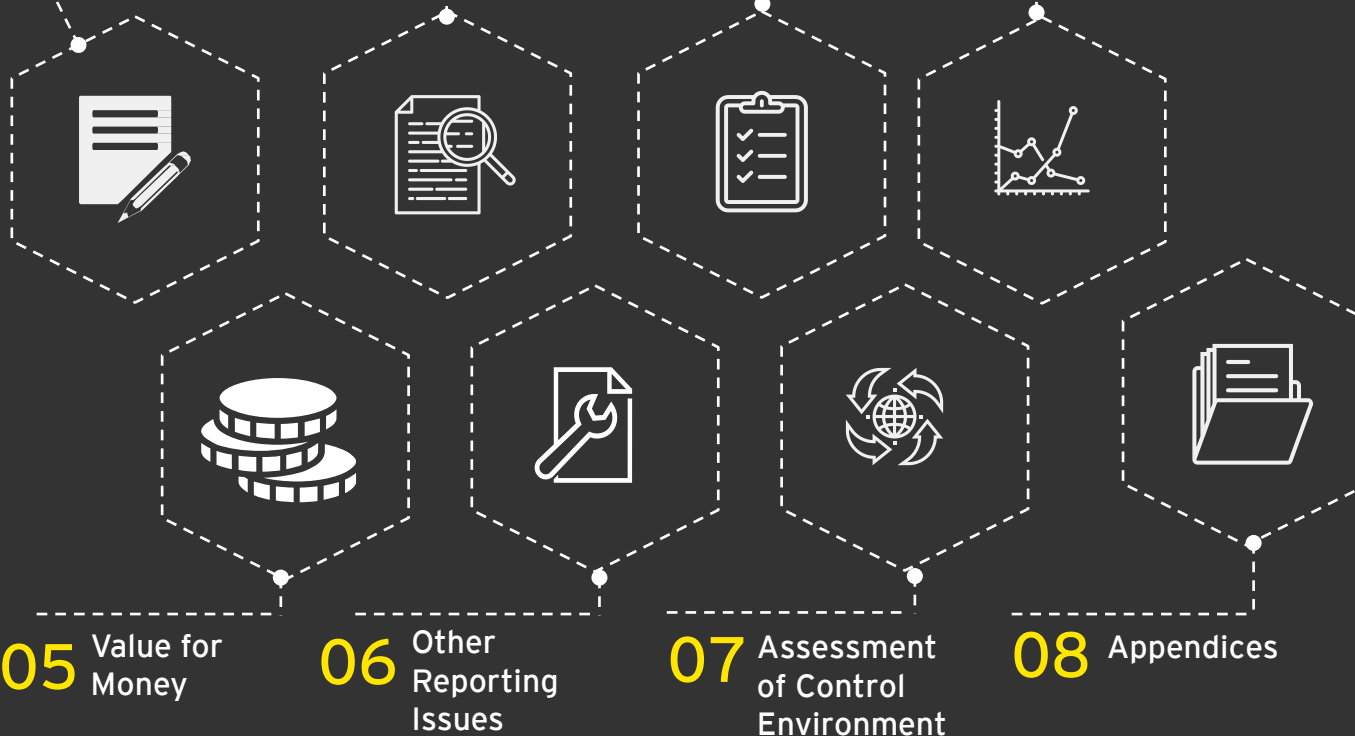 05 Value for
Money
06 Other
Reporting
Issues
07 Assessment
of Control
Environment
08 Appendices